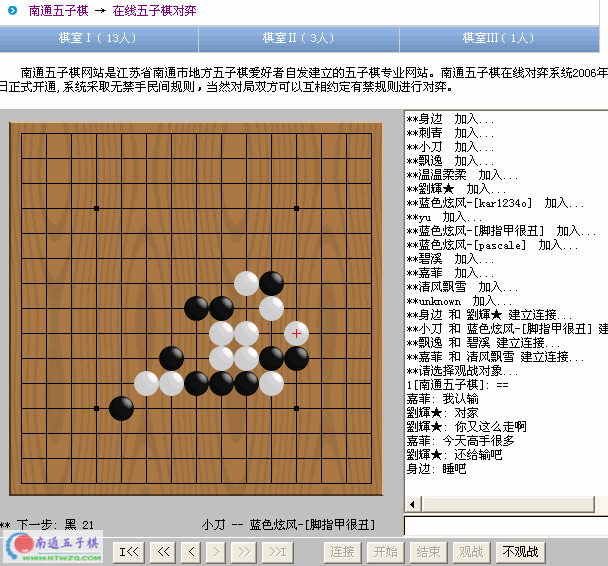 南通五子棋 → 在线五子棋对弈
棋室Ⅰ( 13人)
棋室Ⅱ( 3人)
棋室Ⅲ( 1人)
南通五子棋网站是江苏省南通市地方五子棋爱好者自发建立的五子棋专业网站。南通五子棋在线对弈系统2006年
日正式开通,系统采取无禁手民间规则,当然对局双方可以互相约定有禁规则进行对弈。
**身边 加入...
**刺青 加入...
**小刀 加入...
**飘逸 加入...
**温温柔柔 加入...
**劉輝★ 加入...
**蓝色炫风-[kar1234o] 加入...
**yu 加入...
**蓝色炫风-[脚指甲很丑] 加入...
**蓝色炫风-[pascale] 加入...
**碧溪 加入...
**嘉菲 加入...
**清风飘雪 加入...
**unknown 加入...
**身边 和 劉輝★ 建立连接...
**小刀 和 蓝色炫风-[脚指甲很丑] 建
**飘逸 和 碧溪 建立连接...
**嘉菲 和 清风飘雪 建立连接...
**请选择观战对象...
1[南通五子棋]: ==
嘉菲: 我认输
劉輝★: 对家
劉輝★: 你又这么走啊
嘉菲: 今天高手很多
劉輝★: 还给输吧
身边: 睡吧
** 下一步: 黑 21
小刀 -- 蓝色炫风-[脚指甲很丑]
南通五子棋
WWW.NTWZQ.COM
I<< << < > >> >>I 连接 开始 结束 观战 不观战